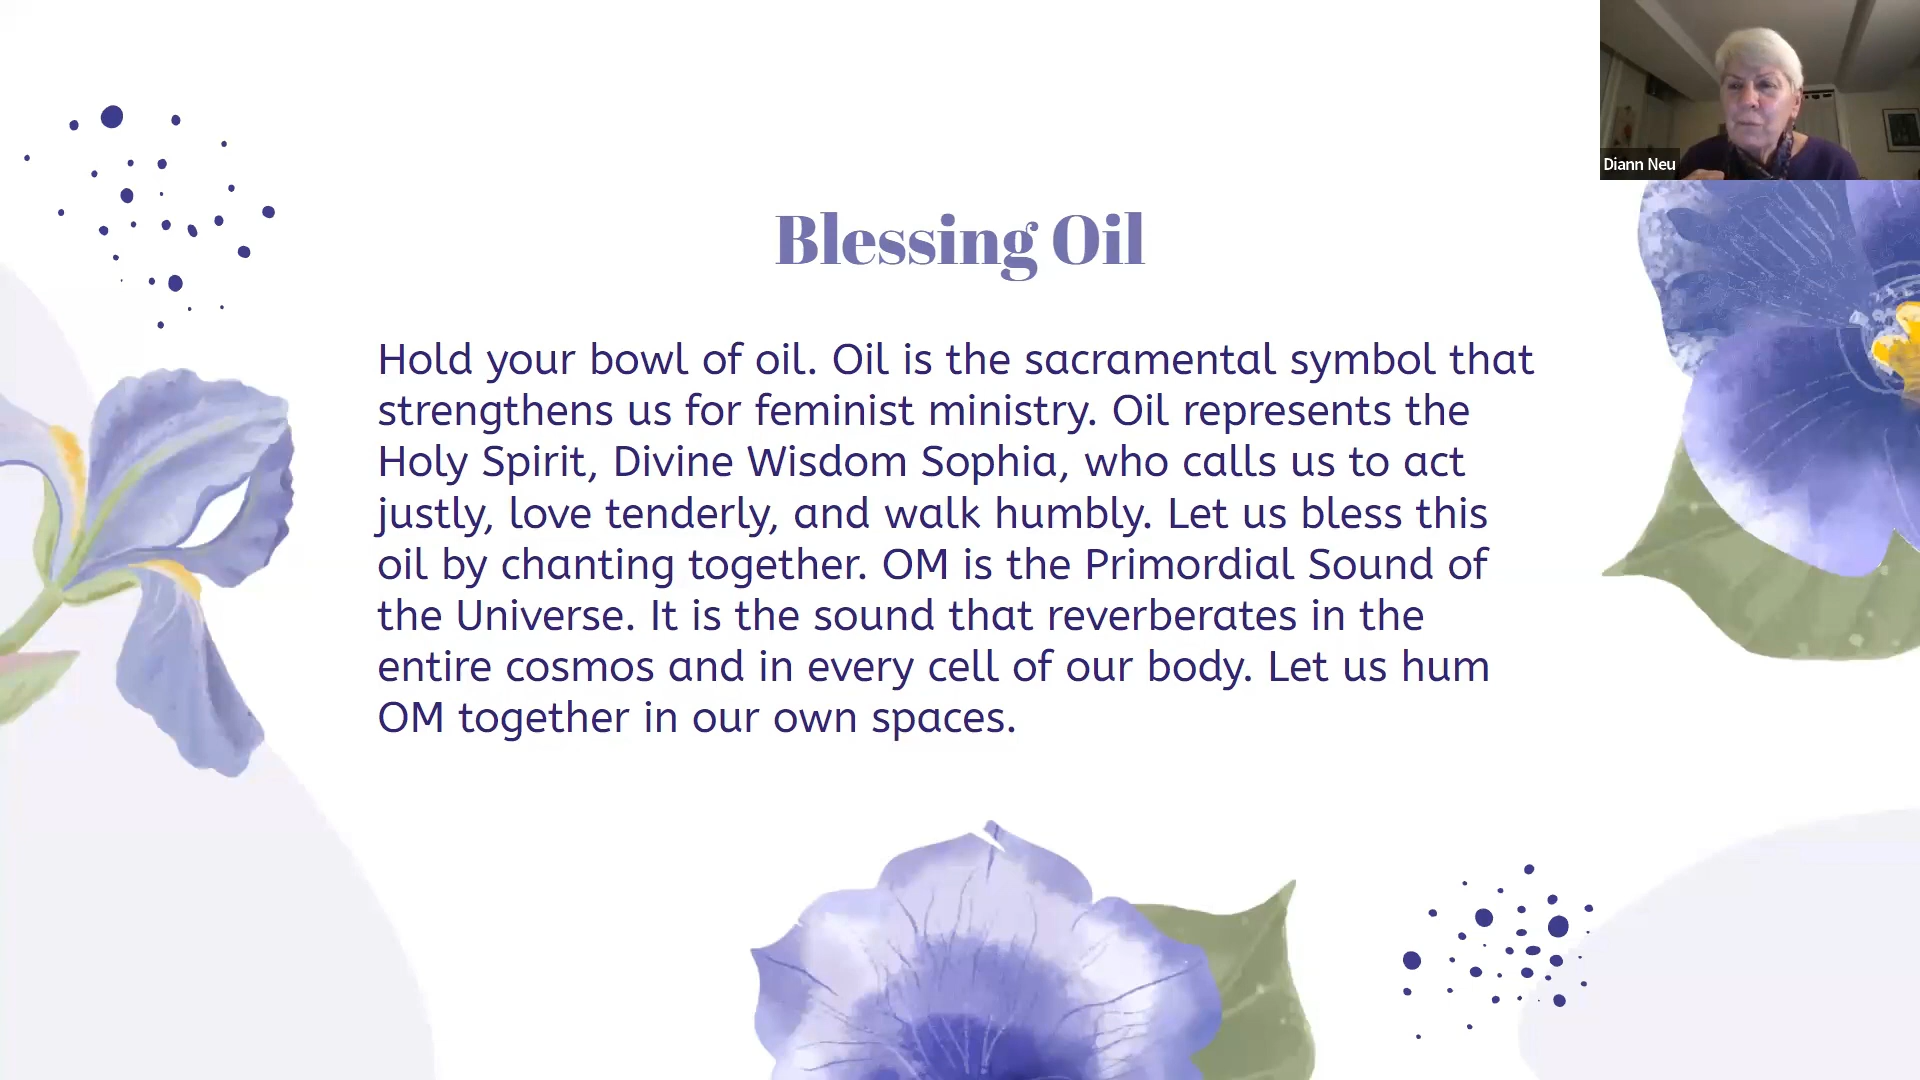 Diann Neu
Blessing Oil
Hold your bowl of oil. Oil is the sacramental symbol that
strengthens us for feminist ministry. Oil represents the
Holy Spirit, Divine Wisdom Sophia, who calls us to act
justly, love tenderly, and walk humbly. Let us bless this
oil by chanting together. OM is the Primordial Sound of
the Universe. It is the sound that reverberates in the
entire cosmos and in every cell of our body. Let us hum
OM together in our own spaces.